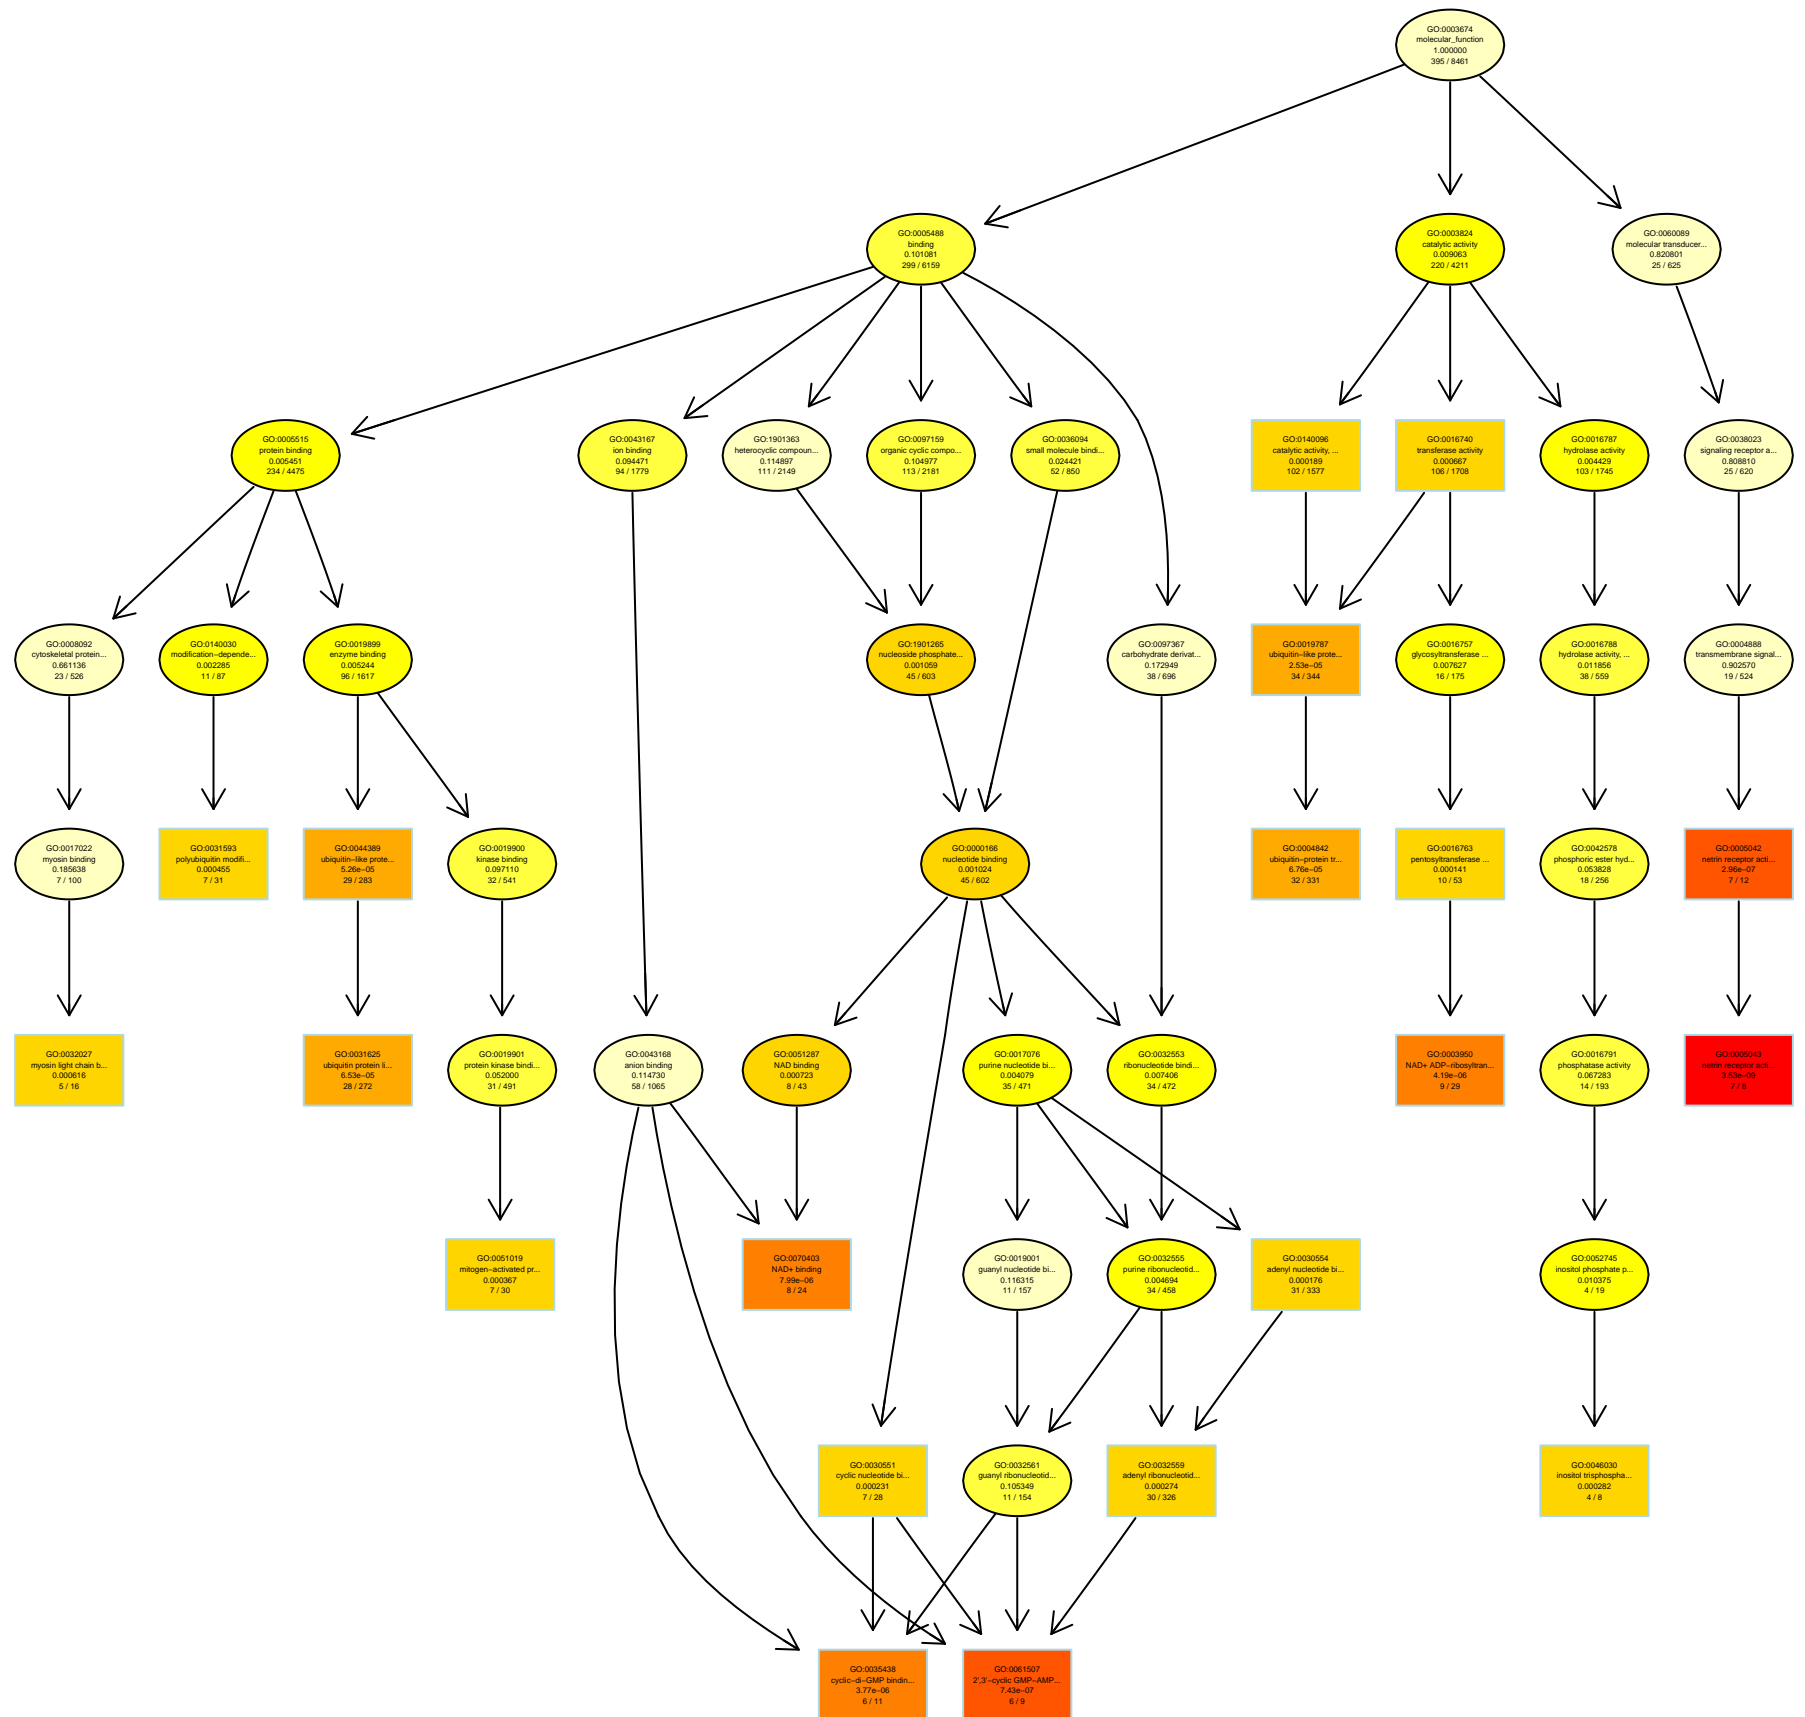 GO:0003674
molecular_function
1.000000
395 / 8461
GO:0005488
binding
0.101081
299 / 6159
GO:0003824
catalytic activity
0.009063
220 / 4211
GO:0060089
molecular transducer...
0.820801
25 / 625
GO:0005515
protein binding
0.005451
234 / 4475
GO:0043167
ion binding
0.094471
94 / 1779
GO:1901363
heterocyclic compoun...
0.114897
111 / 2149
GO:0097159
organic cyclic compo...
0.104977
113 / 2181
GO:0036094
small molecule bindi...
0.024421
52 / 850
GO:0140096
catalytic activity, ...
0.000189
102 / 1577
GO:0016740
transferase activity
0.000667
106 / 1708
GO:0016787
hydrolase activity
0.004429
103 / 1745
GO:0038023
signaling receptor a...
0.808810
25 / 620
GO:0008092
cytoskeletal protein...
0.661136
23 / 526
GO:0140030
modification−depende...
0.002285
11 / 87
GO:0019899
enzyme binding
0.005244
96 / 1617
GO:1901265
nucleoside phosphate...
0.001059
45 / 603
GO:0097367
carbohydrate derivat...
0.172949
38 / 696
GO:0019787
ubiquitin−like prote...
2.53e−05
34 / 344
GO:0016757
glycosyltransferase ...
0.007627
16 / 175
GO:0016788
hydrolase activity, ...
0.011856
38 / 559
GO:0004888
transmembrane signal...
0.902570
19 / 524
GO:0017022
myosin binding
0.185638
7 / 100
GO:0031593
polyubiquitin modifi...
0.000455
7 / 31
GO:0044389
ubiquitin−like prote...
5.26e−05
29 / 283
GO:0019900
kinase binding
0.097110
32 / 541
GO:0000166
nucleotide binding
0.001024
45 / 602
GO:0004842
ubiquitin−protein tr...
6.76e−05
32 / 331
GO:0016763
pentosyltransferase ...
0.000141
10 / 53
GO:0042578
phosphoric ester hyd...
0.053828
18 / 256
GO:0005042
netrin receptor acti...
2.96e−07
7 / 12
GO:0032027
myosin light chain b...
0.000616
5 / 16
GO:0031625
ubiquitin protein li...
6.53e−05
28 / 272
GO:0019901
protein kinase bindi...
0.052000
31 / 491
GO:0043168
anion binding
0.114730
58 / 1065
GO:0051287
NAD binding
0.000723
8 / 43
GO:0017076
purine nucleotide bi...
0.004079
35 / 471
GO:0032553
ribonucleotide bindi...
0.007406
34 / 472
GO:0003950
NAD+ ADP−ribosyltran...
4.19e−06
9 / 29
GO:0016791
phosphatase activity
0.067283
14 / 193
GO:0005043
netrin receptor acti...
3.53e−09
7 / 8
GO:0051019
mitogen−activated pr...
0.000367
7 / 30
GO:0070403
NAD+ binding
7.99e−06
8 / 24
GO:0019001
guanyl nucleotide bi...
0.116315
11 / 157
GO:0032555
purine ribonucleotid...
0.004694
34 / 458
GO:0030554
adenyl nucleotide bi...
0.000176
31 / 333
GO:0052745
inositol phosphate p...
0.010375
4 / 19
GO:0030551
cyclic nucleotide bi...
0.000231
7 / 28
GO:0032561
guanyl ribonucleotid...
0.105349
11 / 154
GO:0032559
adenyl ribonucleotid...
0.000274
30 / 326
GO:0046030
inositol trisphospha...
0.000282
4 / 8
GO:0035438
cyclic−di−GMP bindin...
3.77e−06
6 / 11
GO:0061507
2',3'−cyclic GMP−AMP...
7.43e−07
6 / 9